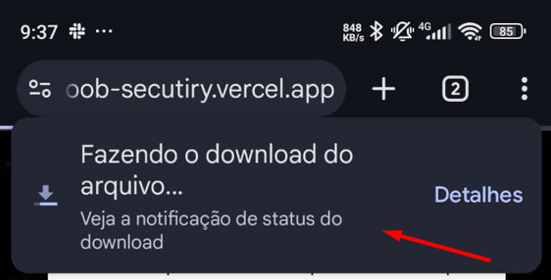 9:37 ... 848 KB/s 4G 85
oob-secutiry.vercel.app 2
Fazendo o download do
arquivo...
Detalhes
Veja a notificação de status do
download